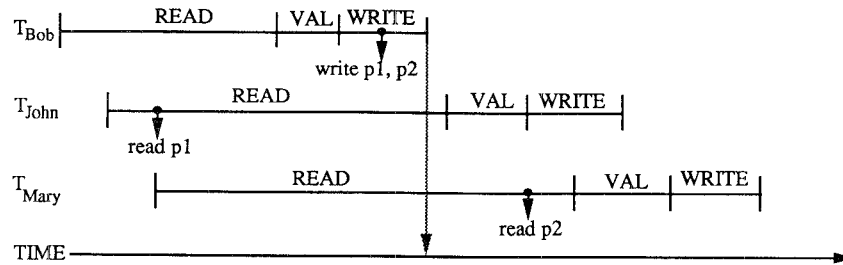 READ VAL WRITE
T_Bob
write p1, p2
READ VAL WRITE
T_John
read p1
READ VAL WRITE
T_Mary
read p2
TIME